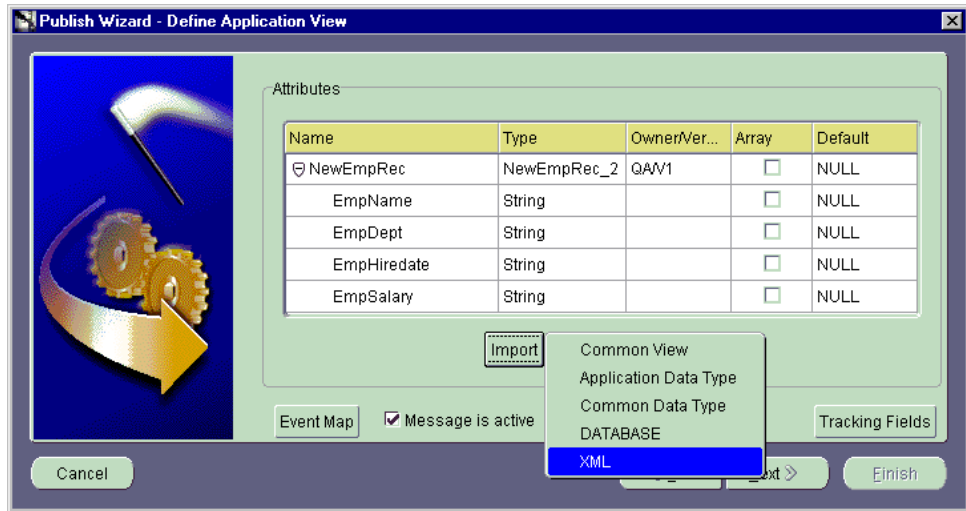 Publish Wizard - Define Application View
Attributes
Name Type Owner/Ver... Array Default
NewEmpRec NewEmpRec_2 QA/V1 NULL
EmpName String NULL
EmpDept String NULL
EmpHiredate String NULL
EmpSalary String NULL
Import
Common View
Application Data Type
Common Data Type
DATABASE
XML
Event Map Message is active Tracking Fields
Cancel Finish